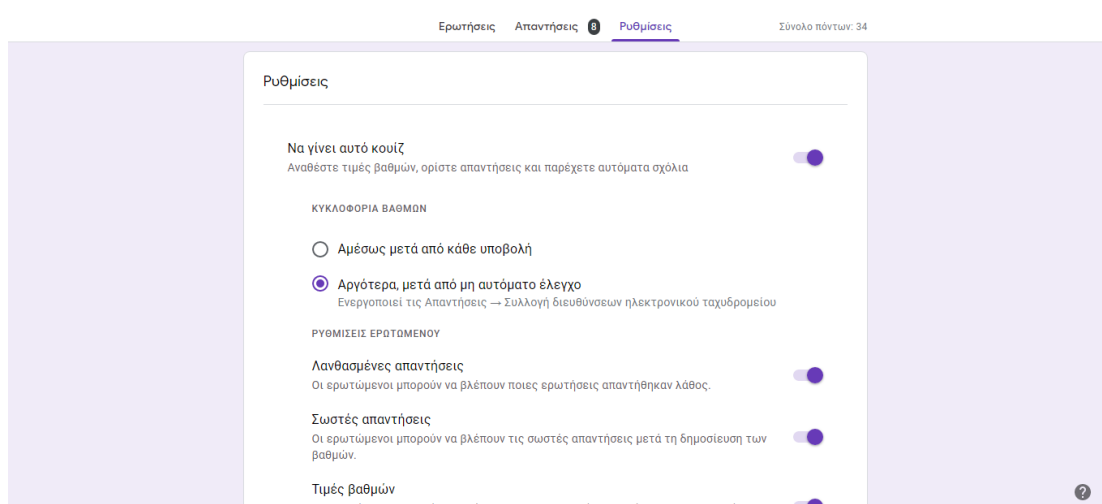 Ερωτήσεις Απαντήσεις 8 Ρυθμίσεις Σύνολο πόντων: 34
Ρυθμίσεις
Να γίνει αυτό κουίζ
Αναθέστε τιμές βαθμών, ορίστε απαντήσεις και παρέχετε αυτόματα σχόλια
ΚΥΚΛΟΦΟΡΙΑ ΒΑΘΜΩΝ
Αμέσως μετά από κάθε υποβολή
Αργότερα, μετά από μη αυτόματο έλεγχο
Ενεργοποιεί τις Απαντήσεις → Συλλογή διευθύνσεων ηλεκτρονικού ταχυδρομείου
ΡΥΘΜΙΣΕΙΣ ΕΡΩΤΩΜΕΝΟΥ
Λανθασμένες απαντήσεις
Οι ερωτώμενοι μπορούν να βλέπουν ποιες ερωτήσεις απαντήθηκαν λάθος.
Σωστές απαντήσεις
Οι ερωτώμενοι μπορούν να βλέπουν τις σωστές απαντήσεις μετά τη δημοσίευση των
βαθμών.
Τιμές βαθμών